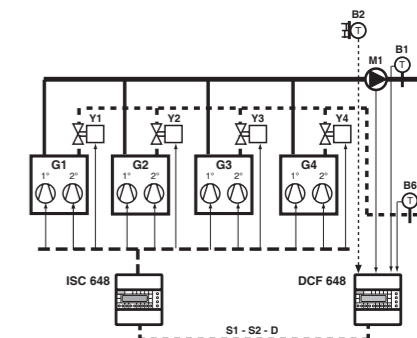 B2
T
M1
B1
T
Y1
Y2
Y3
Y4
G1
G2
G3
G4
1° 2°
1° 2°
1° 2°
1° 2°
B6
T
ISC 648
DCF 648
S1 - S2 - D